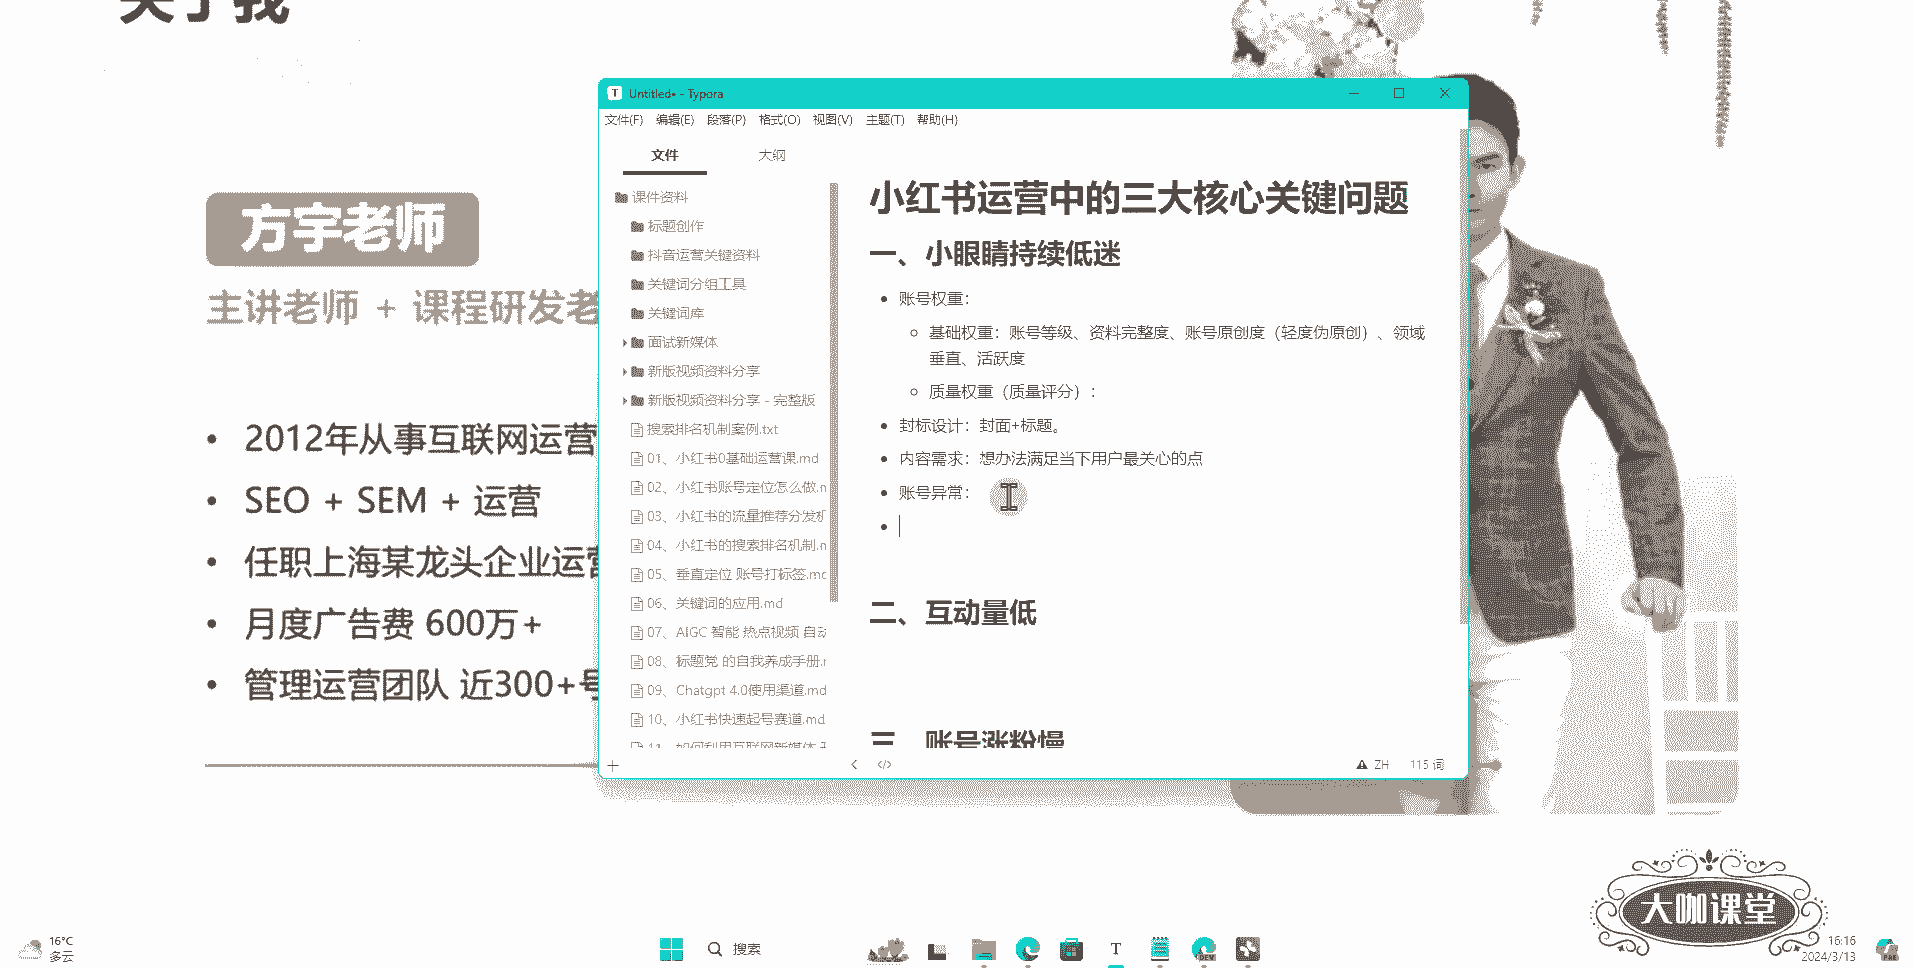 关于我
方宇老师
主讲老师 + 课程研发老
• 2012年从事互联网运营
• SEO + SEM + 运营
• 任职上海某龙头企业运营
• 月度广告费 600万+
• 管理运营团队 近300+号
Untitled• - Typora
文件(F) 编辑(E) 段落(P) 格式(O) 视图(V) 主题(T) 帮助(H)
文件 大纲
课件资料
标题创作
抖音运营关键资料
关键词分组工具
关键词库
面试新媒体
新版视频资料分享
新版视频资料分享 - 完整版
搜索排名机制案例.txt
01、小红书0基础运营课.md
02、小红书账号定位怎么做.m
03、小红书的流量推荐分发机
04、小红书的搜索排名机制.m
05、垂直定位 账号打标签.md
06、关键词的应用.md
07、AIGC 智能 热点视频 自动
08、标题党 的自我养成手册.m
09、Chatgpt 4.0使用渠道.md
10、小红书快速起号赛道.md
11、如何利用互联网新媒体
小红书运营中的三大核心关键问题
一、小眼睛持续低迷
• 账号权重：
基础权重：账号等级、资料完整度、账号原创度（轻度伪原创）、领域
垂直、活跃度
质量权重（质量评分）：
• 封标设计：封面+标题。
• 内容需求：想办法满足当下用户最关心的点
• 账号异常：
二、互动量低
三、账号涨粉慢
ZH 115 词
大咖课堂
16°C
多云
搜索
16:16
2024/3/13